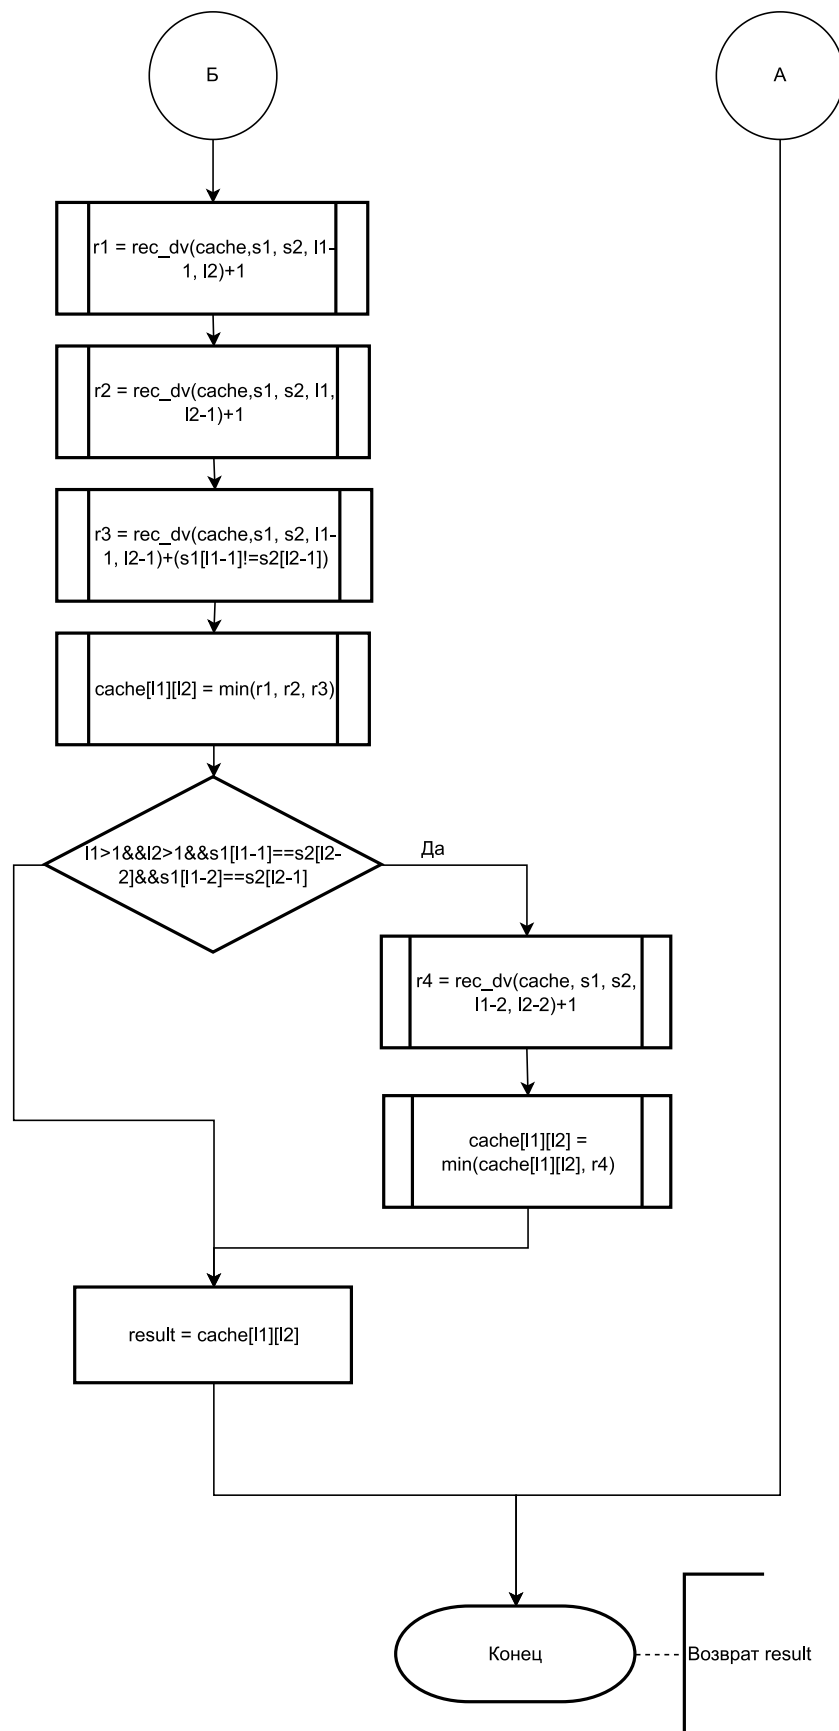 Б
А
r1 = rec_dv(cache,s1, s2, l1-
1, l2)+1
r2 = rec_dv(cache,s1, s2, l1,
l2-1)+1
r3 = rec_dv(cache,s1, s2, l1-
1, l2-1)+(s1[l1-1]!=s2[l2-1])
cache[l1][l2] = min(r1, r2, r3)
l1>1&&l2>1&&s1[l1-1]==s2[l2-
2]&&s1[l1-2]==s2[l2-1]
Да
r4 = rec_dv(cache, s1, s2,
l1-2, l2-2)+1
cache[l1][l2] =
min(cache[l1][l2], r4)
result = cache[l1][l2]
Конец
Возврат result